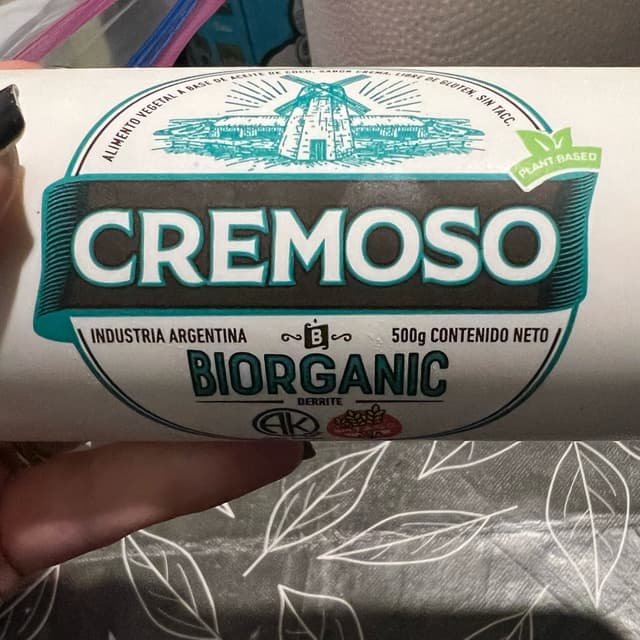 ALIMENTO VEGETAL A BASE DE ACEITE DE COCO, SABOR CREMA. LIBRE DE GLUTEN, SIN TACC.
PLANT BASED
CREMOSO
INDUSTRIA ARGENTINA
B
500g CONTENIDO NETO
BIORGANIC
DERRITE
AK